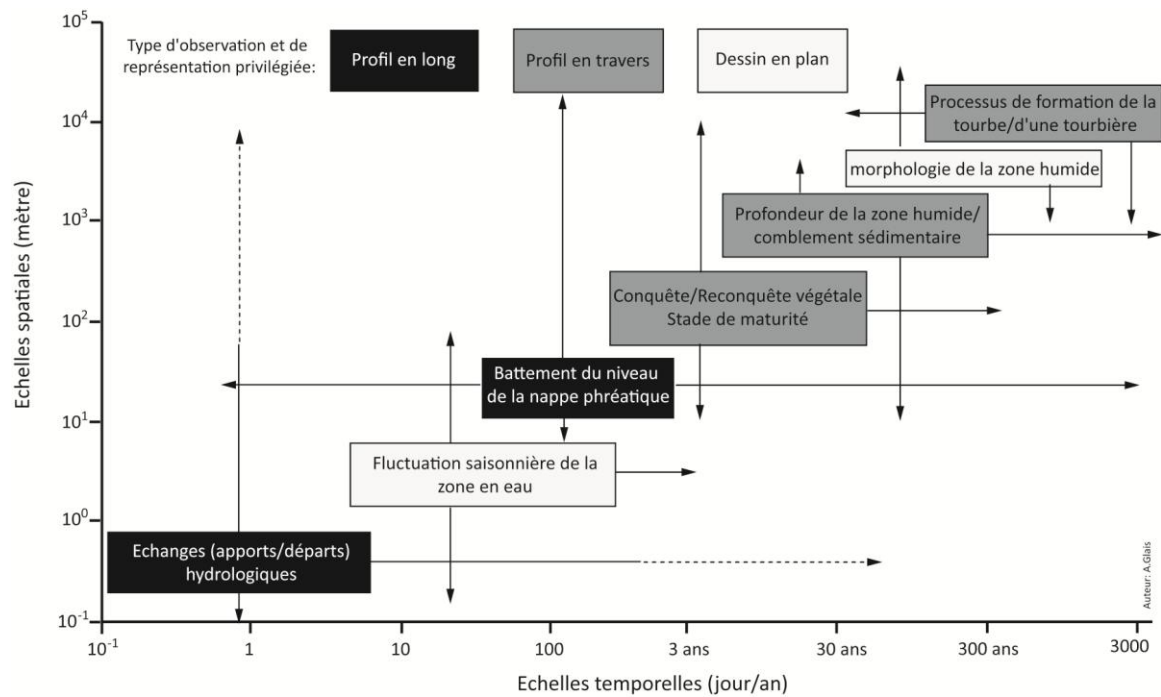 Type d'observation et de
représentation privilégiée:
Profil en long
Profil en travers
Dessin en plan
Processus de formation de la
tourbe/d'une tourbière
morphologie de la zone humide
Profondeur de la zone humide/
comblement sédimentaire
Conquête/Reconquête végétale
Stade de maturité
Battement du niveau
de la nappe phréatique
Fluctuation saisonnière de la
zone en eau
Echanges (apports/départs)
hydrologiques
Echelles spatiales (mètre)
10⁵
10⁴
10³
10²
10¹
10⁰
10⁻¹
10⁻¹
1
10
100
3 ans
30 ans
300 ans
3000
Echelles temporelles (jour/an)
Auteur: A.Glais